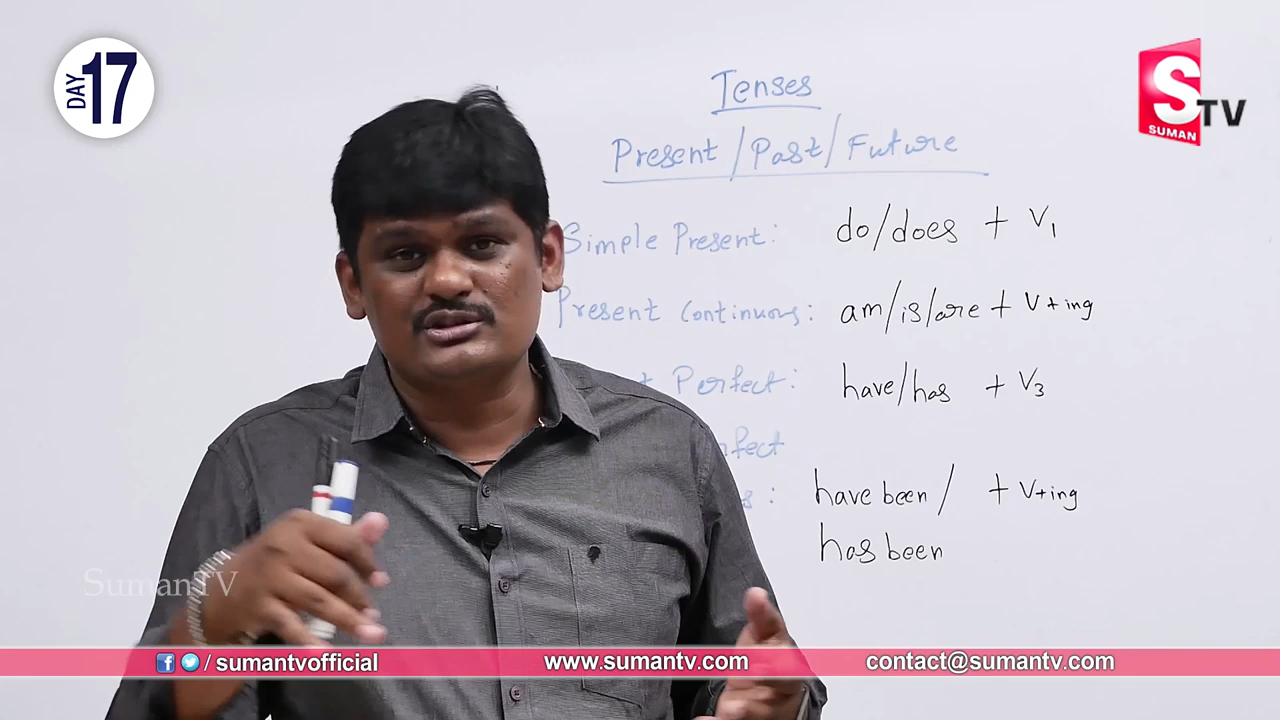 DAY 17
Tenses
S TV
SUMAN
Present / Past / Future
Simple Present: do/does + V1
Present Continuous: am/is/are + V+ing
Perfect: have/has + V3
have been / + V+ing
has been
SumanTV
/ sumantvofficial www.sumantv.com contact@sumantv.com